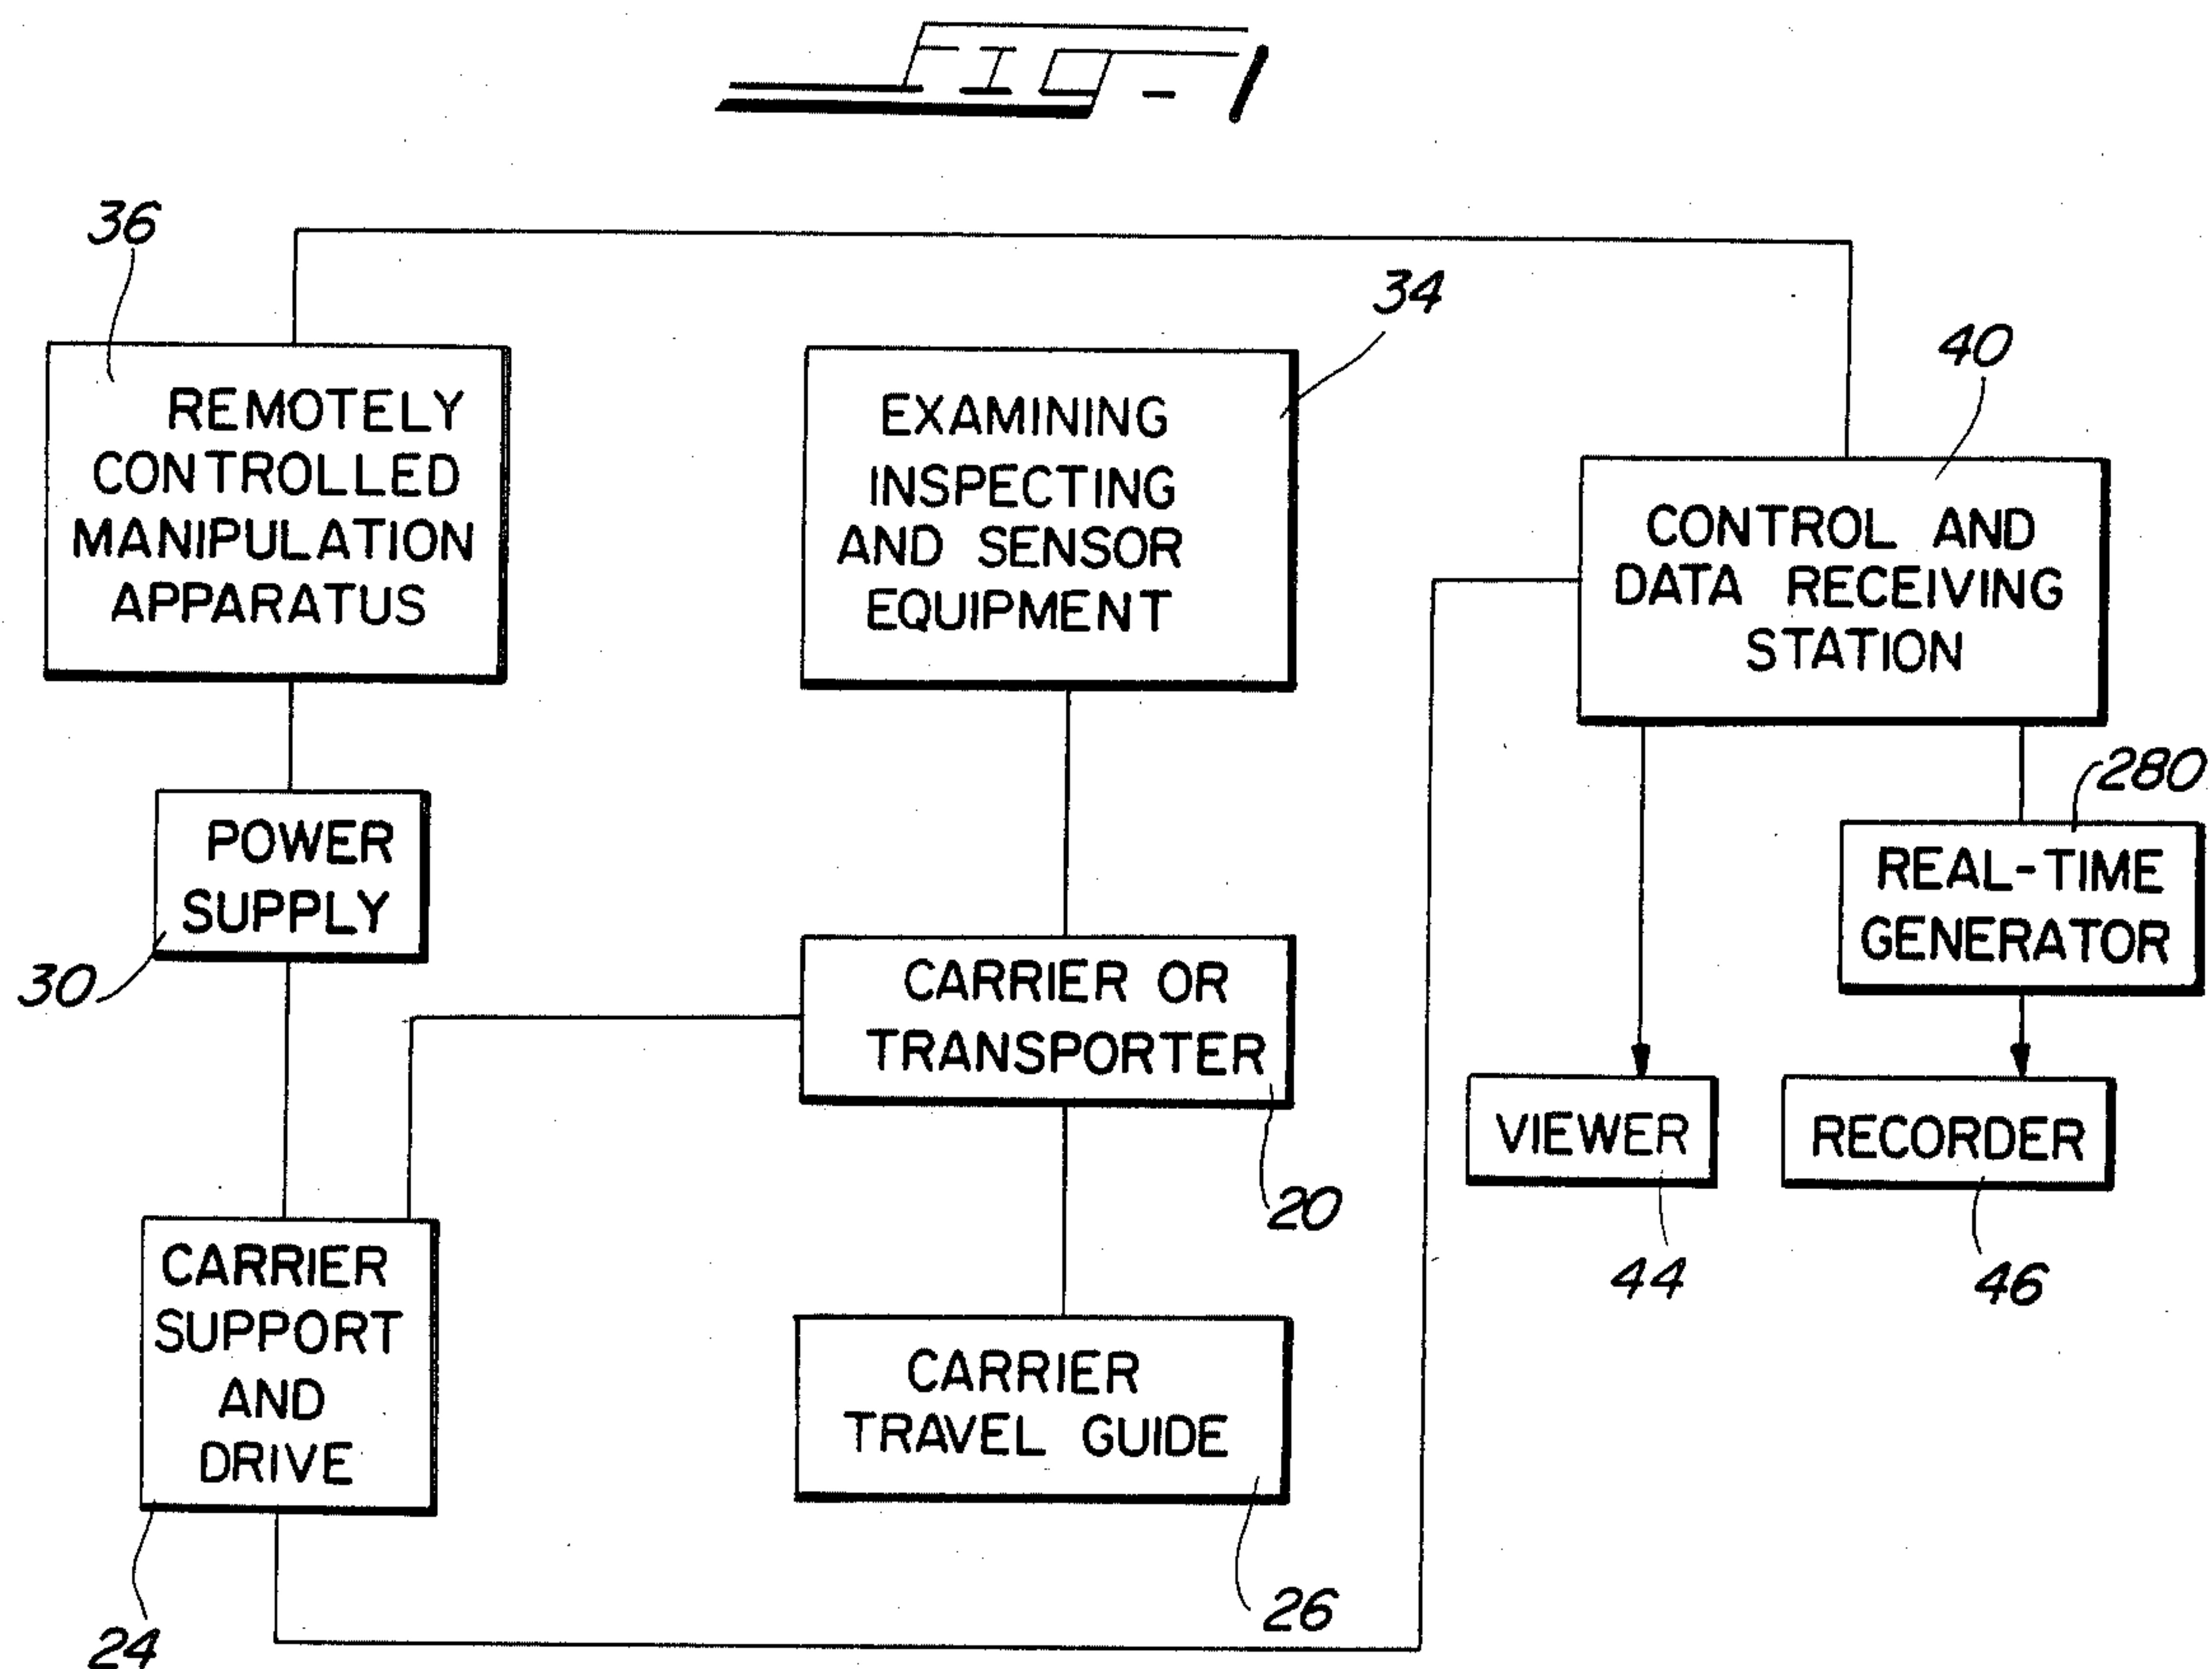 FIG-1
36
34
40
REMOTELY
CONTROLLED
MANIPULATION
APPARATUS
EXAMINING
INSPECTING
AND SENSOR
EQUIPMENT
CONTROL AND
DATA RECEIVING
STATION
280
POWER
SUPPLY
30
REAL-TIME
GENERATOR
CARRIER OR
TRANSPORTER
20
VIEWER
44
RECORDER
46
CARRIER
SUPPORT
AND
DRIVE
24
CARRIER
TRAVEL GUIDE
26